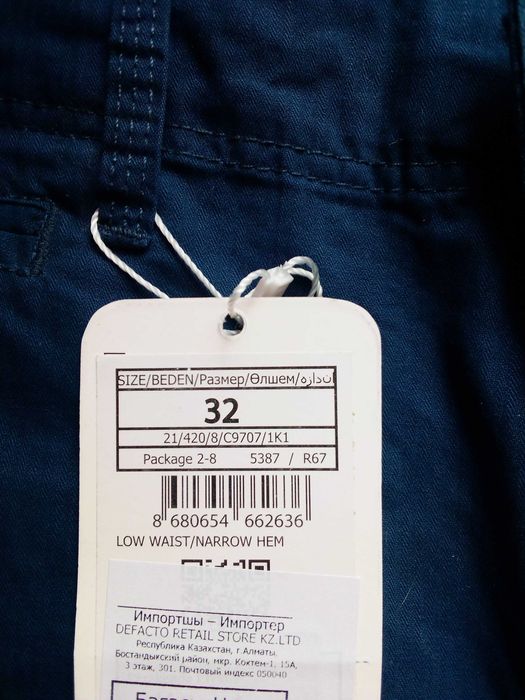 SIZE/BEDEN/Размер/Өлшем/اندازه
32
21/420/8/C9707/1K1
Package 2-8 5387 / R67
8 680654 662636
LOW WAIST/NARROW HEM
Импортшы – Импортер
DEFACTO RETAIL STORE KZ.LTD
Республика Казахстан, г.Алматы.
Бостандыкский район, мкр. Коктем-1, 15А,
3 этаж, 301. Почтовый индекс 050040